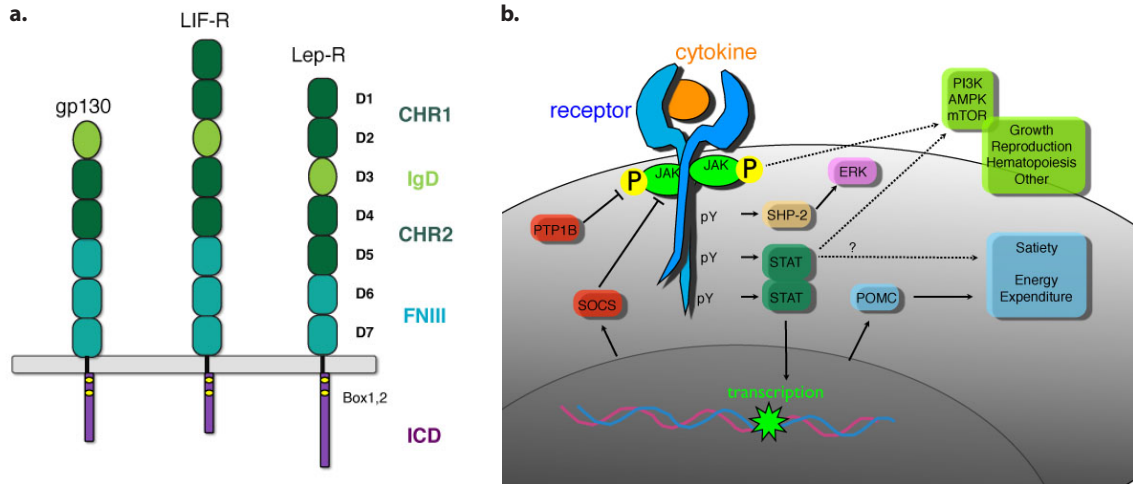 a.
LIF-R
Lep-R
gp130
D1
CHR1
D2
D3
IgD
D4
CHR2
D5
D6
FNIII
D7
Box1,2
ICD
b.
cytokine
receptor
PI3K
AMPK
mTOR
Growth
Reproduction
Hematopoiesis
Other
P
JAK
JAK
P
ERK
PTP1B
pY
SHP-2
pY
STAT
?
Satiety
Energy
Expenditure
SOCS
pY
STAT
POMC
transcription